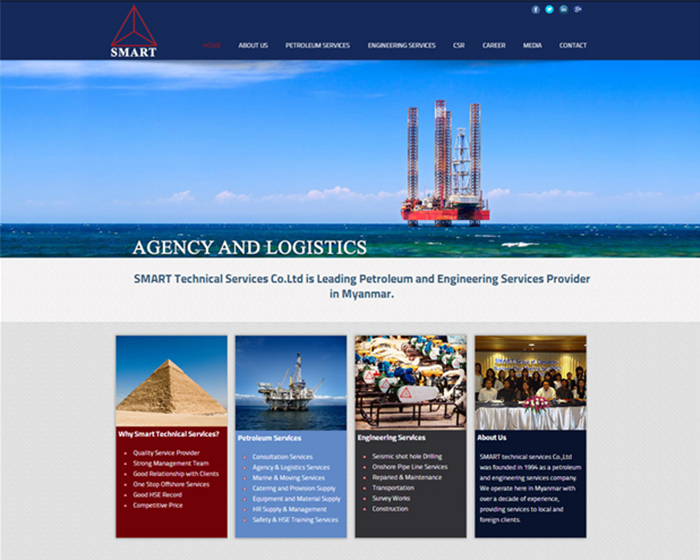 SMART
HOME
ABOUT US
PETROLEUM SERVICES
ENGINEERING SERVICES
CSR
CAREER
MEDIA
CONTACT
AGENCY AND LOGISTICS
SMART Technical Services Co.Ltd is Leading Petroleum and Engineering Services Provider
in Myanmar.
Why Smart Technical Services?
Quality Service Provider
Strong Management Team
Good Relationship with Clients
One Stop Offshore Services
Good HSE Record
Competitive Price
Petroleum Services
Consultation Services
Agency & Logistics Services
Marine & Moving Services
Catering and Provision Supply
Equipment and Material Supply
HR Supply & Management
Safety & HSE Training Services
Engineering Services
Seismic shot hole Drilling
Onshore Pipe Line Services
Reparied & Maintenance
Transportation
Survey Works
Construction
About Us
SMART technical services Co.,Ltd
was founded in 1994 as a petroleum
and engineering services company.
We operate here in Myanmar with
over a decade of experience,
providing services to local and
foreign clients.